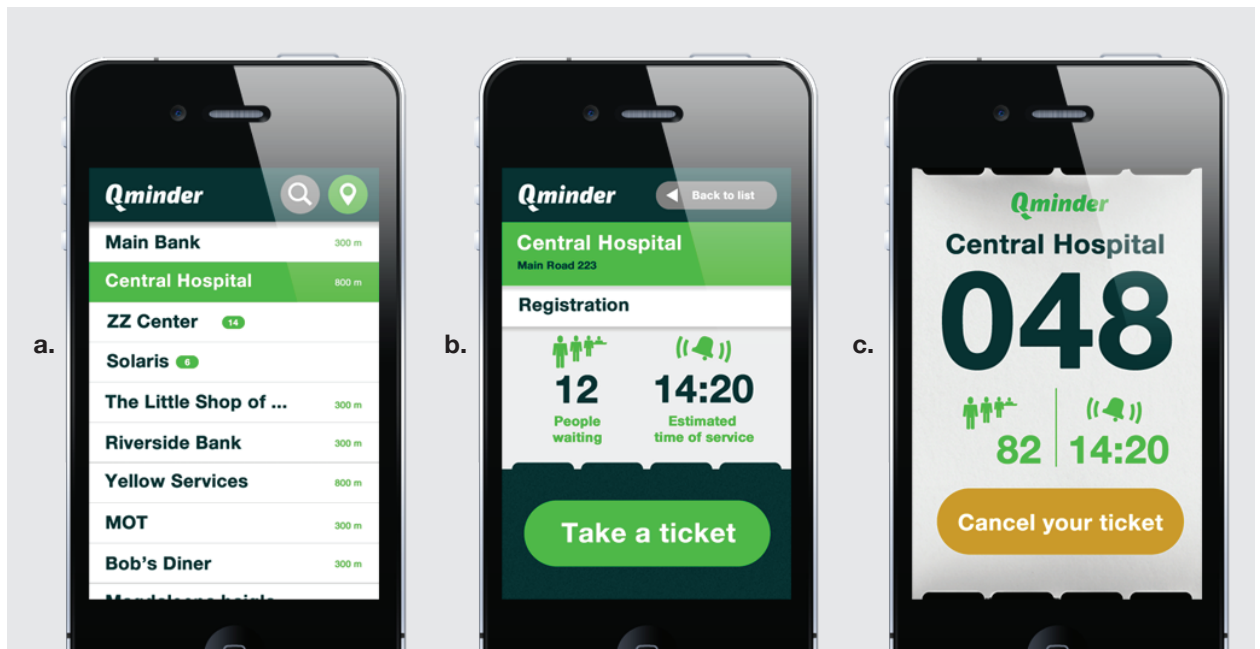 a.
Qminder
Main Bank 300 m
Central Hospital 800 m
ZZ Center 14
Solaris 6
The Little Shop of ... 300 m
Riverside Bank 300 m
Yellow Services 800 m
MOT 300 m
Bob's Diner 300 m
b.
Qminder Back to list
Central Hospital
Main Road 223
Registration
12 14:20
People Estimated
waiting time of service
Take a ticket
c.
Qminder
Central Hospital
048
82 14:20
Cancel your ticket